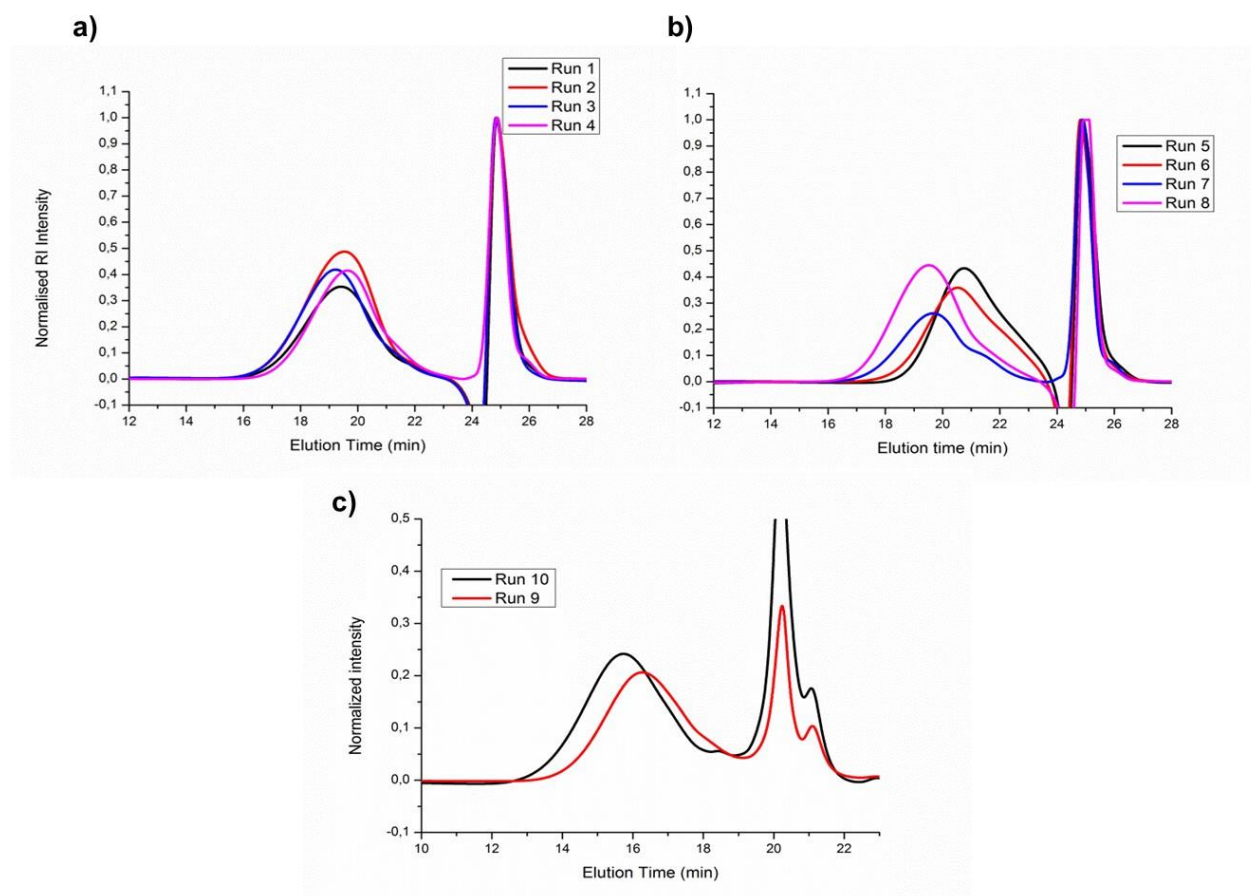 a)
Run 1
Run 2
Run 3
Run 4
1,1
1,0
0,9
0,8
0,7
0,6
0,5
0,4
0,3
0,2
0,1
0,0
-0,1
Normalised RI Intensity
12 14 16 18 20 22 24 26 28
Elution Time (min)
b)
Run 5
Run 6
Run 7
Run 8
1,1
1,0
0,9
0,8
0,7
0,6
0,5
0,4
0,3
0,2
0,1
0,0
-0,1
12 14 16 18 20 22 24 26 28
Elution time (min)
c)
Run 10
Run 9
0,5
0,4
0,3
0,2
0,1
0,0
-0,1
Normalized intensity
10 12 14 16 18 20 22
Elution Time (min)